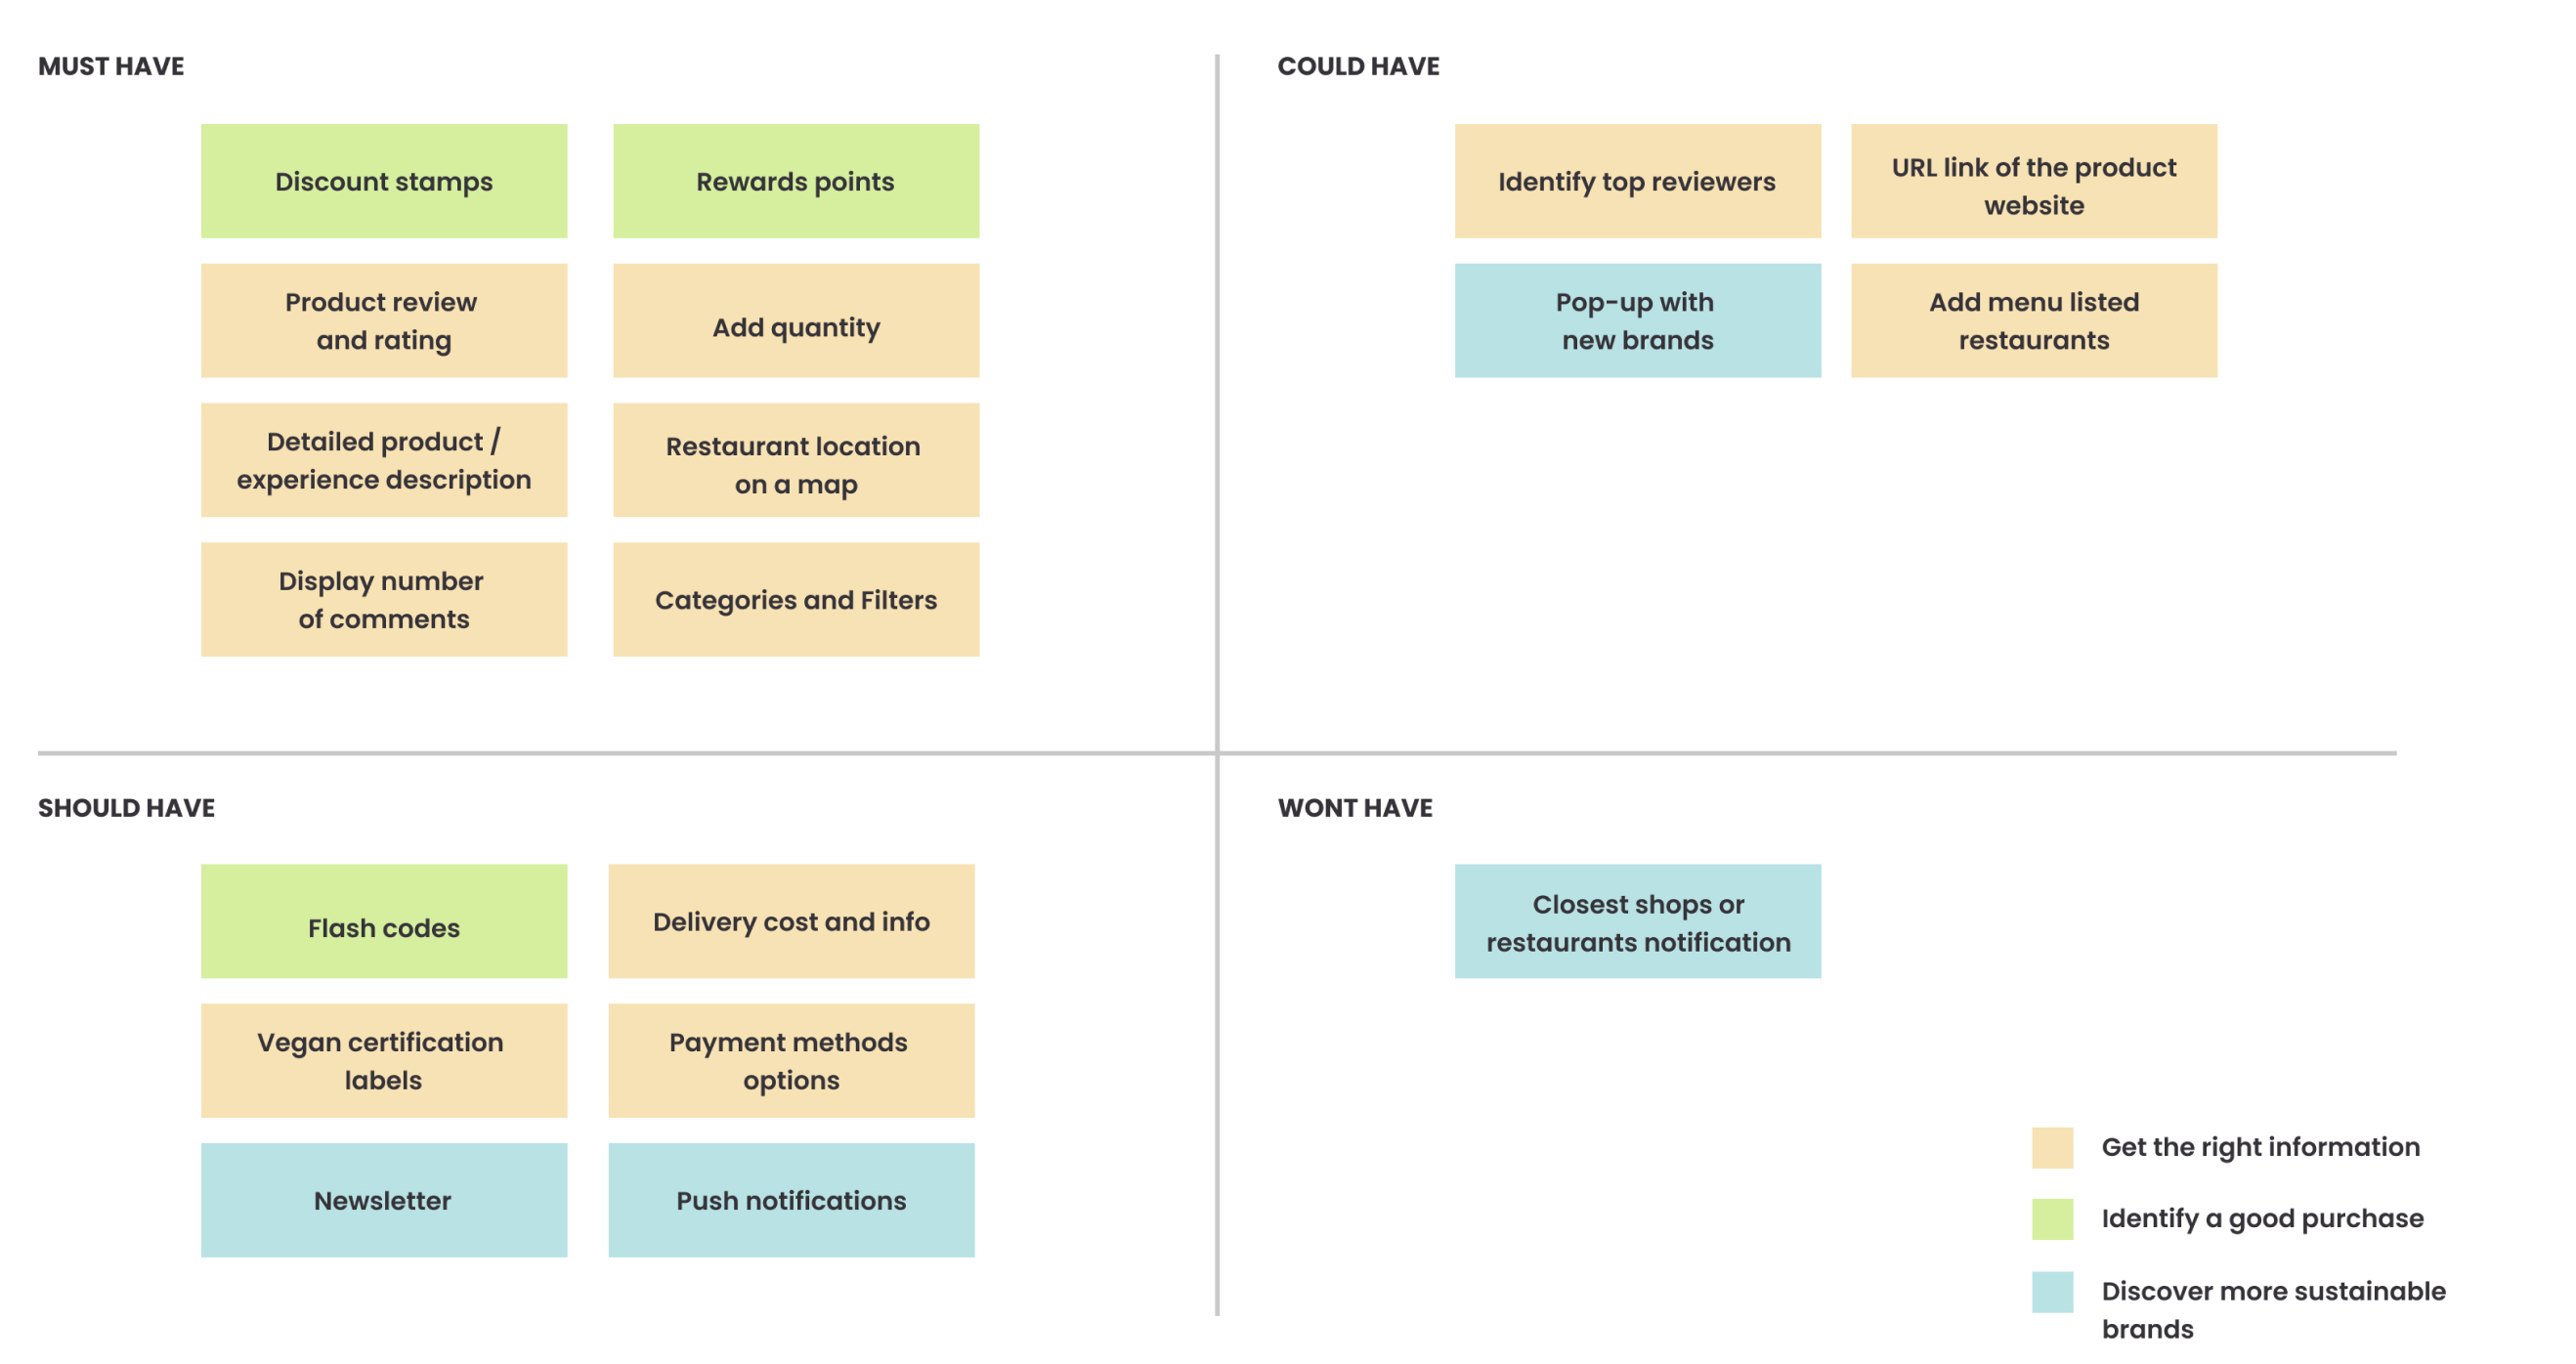 MUST HAVE
Discount stamps
Rewards points
Product review
and rating
Add quantity
Detailed product /
experience description
Restaurant location
on a map
Display number
of comments
Categories and Filters
COULD HAVE
Identify top reviewers
URL link of the product
website
Pop-up with
new brands
Add menu listed
restaurants
SHOULD HAVE
Flash codes
Delivery cost and info
Vegan certification
labels
Payment methods
options
Newsletter
Push notifications
WONT HAVE
Closest shops or
restaurants notification
Get the right information
Identify a good purchase
Discover more sustainable
brands